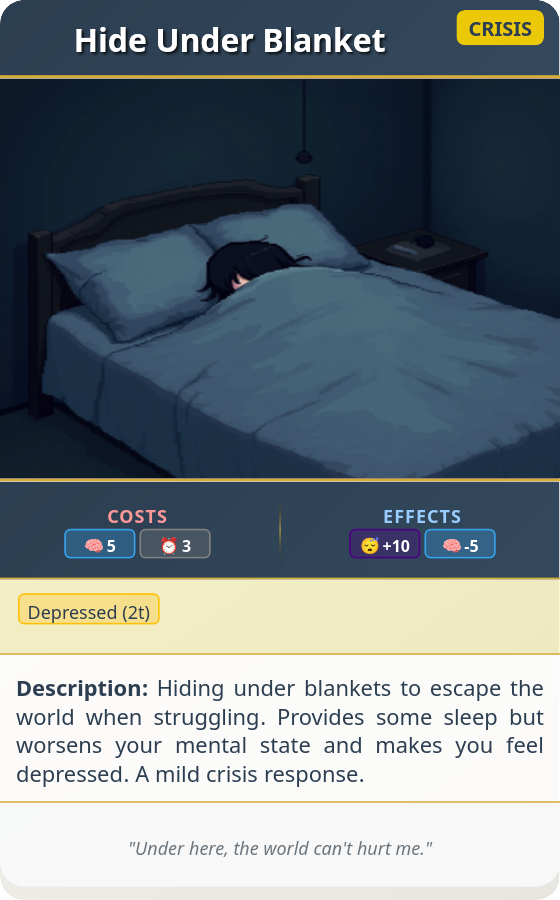 Hide Under Blanket
CRISIS
COSTS
🧠 5 ⏰ 3
EFFECTS
😴 +10 🧠 -5
Depressed (2t)
Description: Hiding under blankets to escape the
world when struggling. Provides some sleep but
worsens your mental state and makes you feel
depressed. A mild crisis response.
"Under here, the world can't hurt me."